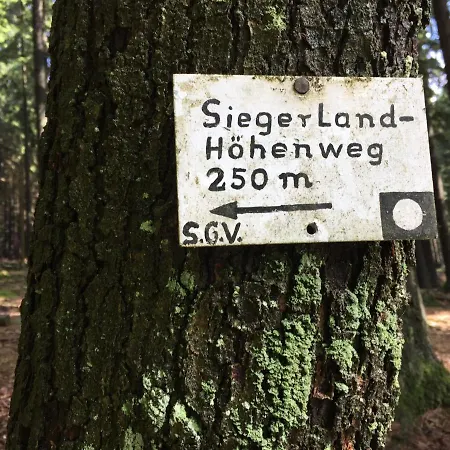 Siegerland-
Höhenweg
250 m
S.G.V.